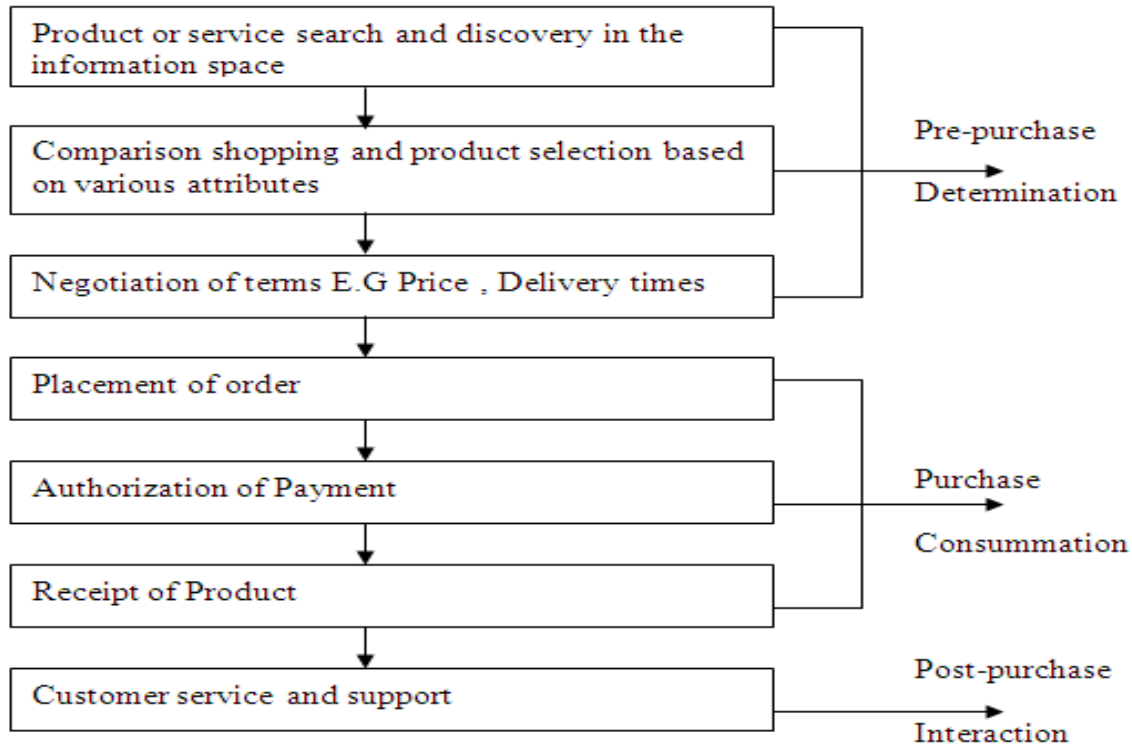 Product or service search and discovery in the
information space
Comparison shopping and product selection based
on various attributes
Negotiation of terms E.G Price , Delivery times
Pre-purchase
Determination
Placement of order
Authorization of Payment
Receipt of Product
Purchase
Consummation
Customer service and support
Post-purchase
Interaction